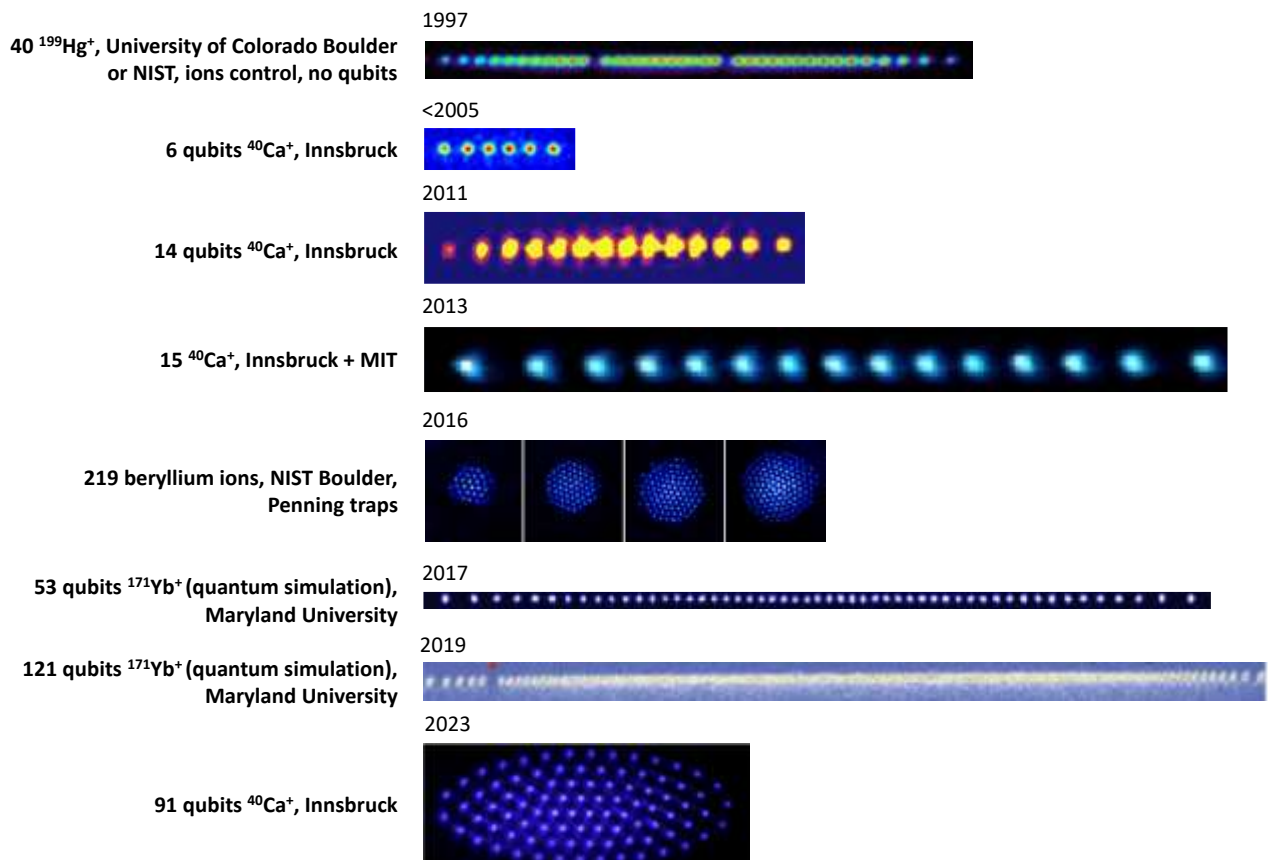 1997
40 ¹⁹⁹Hg⁺, University of Colorado Boulder
or NIST, ions control, no qubits
<2005
6 qubits ⁴⁰Ca⁺, Innsbruck
2011
14 qubits ⁴⁰Ca⁺, Innsbruck
2013
15 ⁴⁰Ca⁺, Innsbruck + MIT
2016
219 beryllium ions, NIST Boulder,
Penning traps
2017
53 qubits ¹⁷¹Yb⁺ (quantum simulation),
Maryland University
2019
121 qubits ¹⁷¹Yb⁺ (quantum simulation),
Maryland University
2023
91 qubits ⁴⁰Ca⁺, Innsbruck